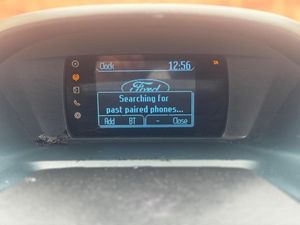 Clock 12:56
Ford
Searching for
past paired phones...
Add BT - Close